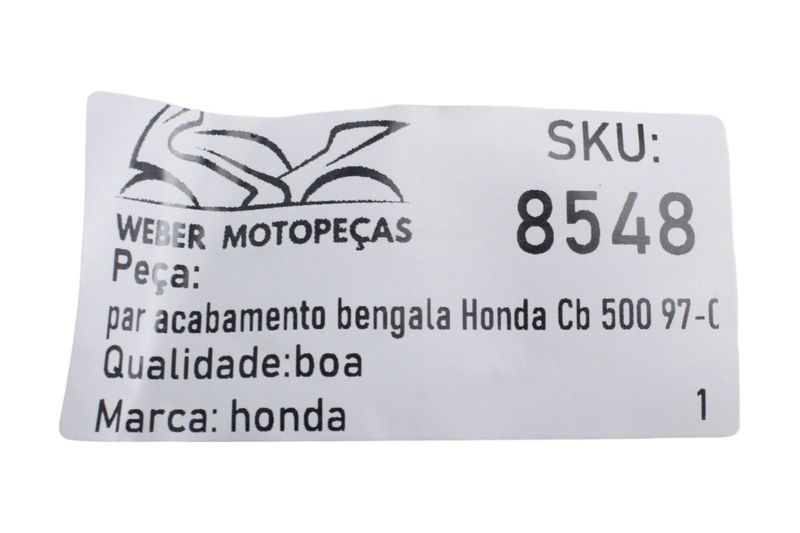 WEBER MOTOPEÇAS
SKU:
8548
Peça:
par acabamento bengala Honda Cb 500 97-
Qualidade:boa
Marca: honda
1